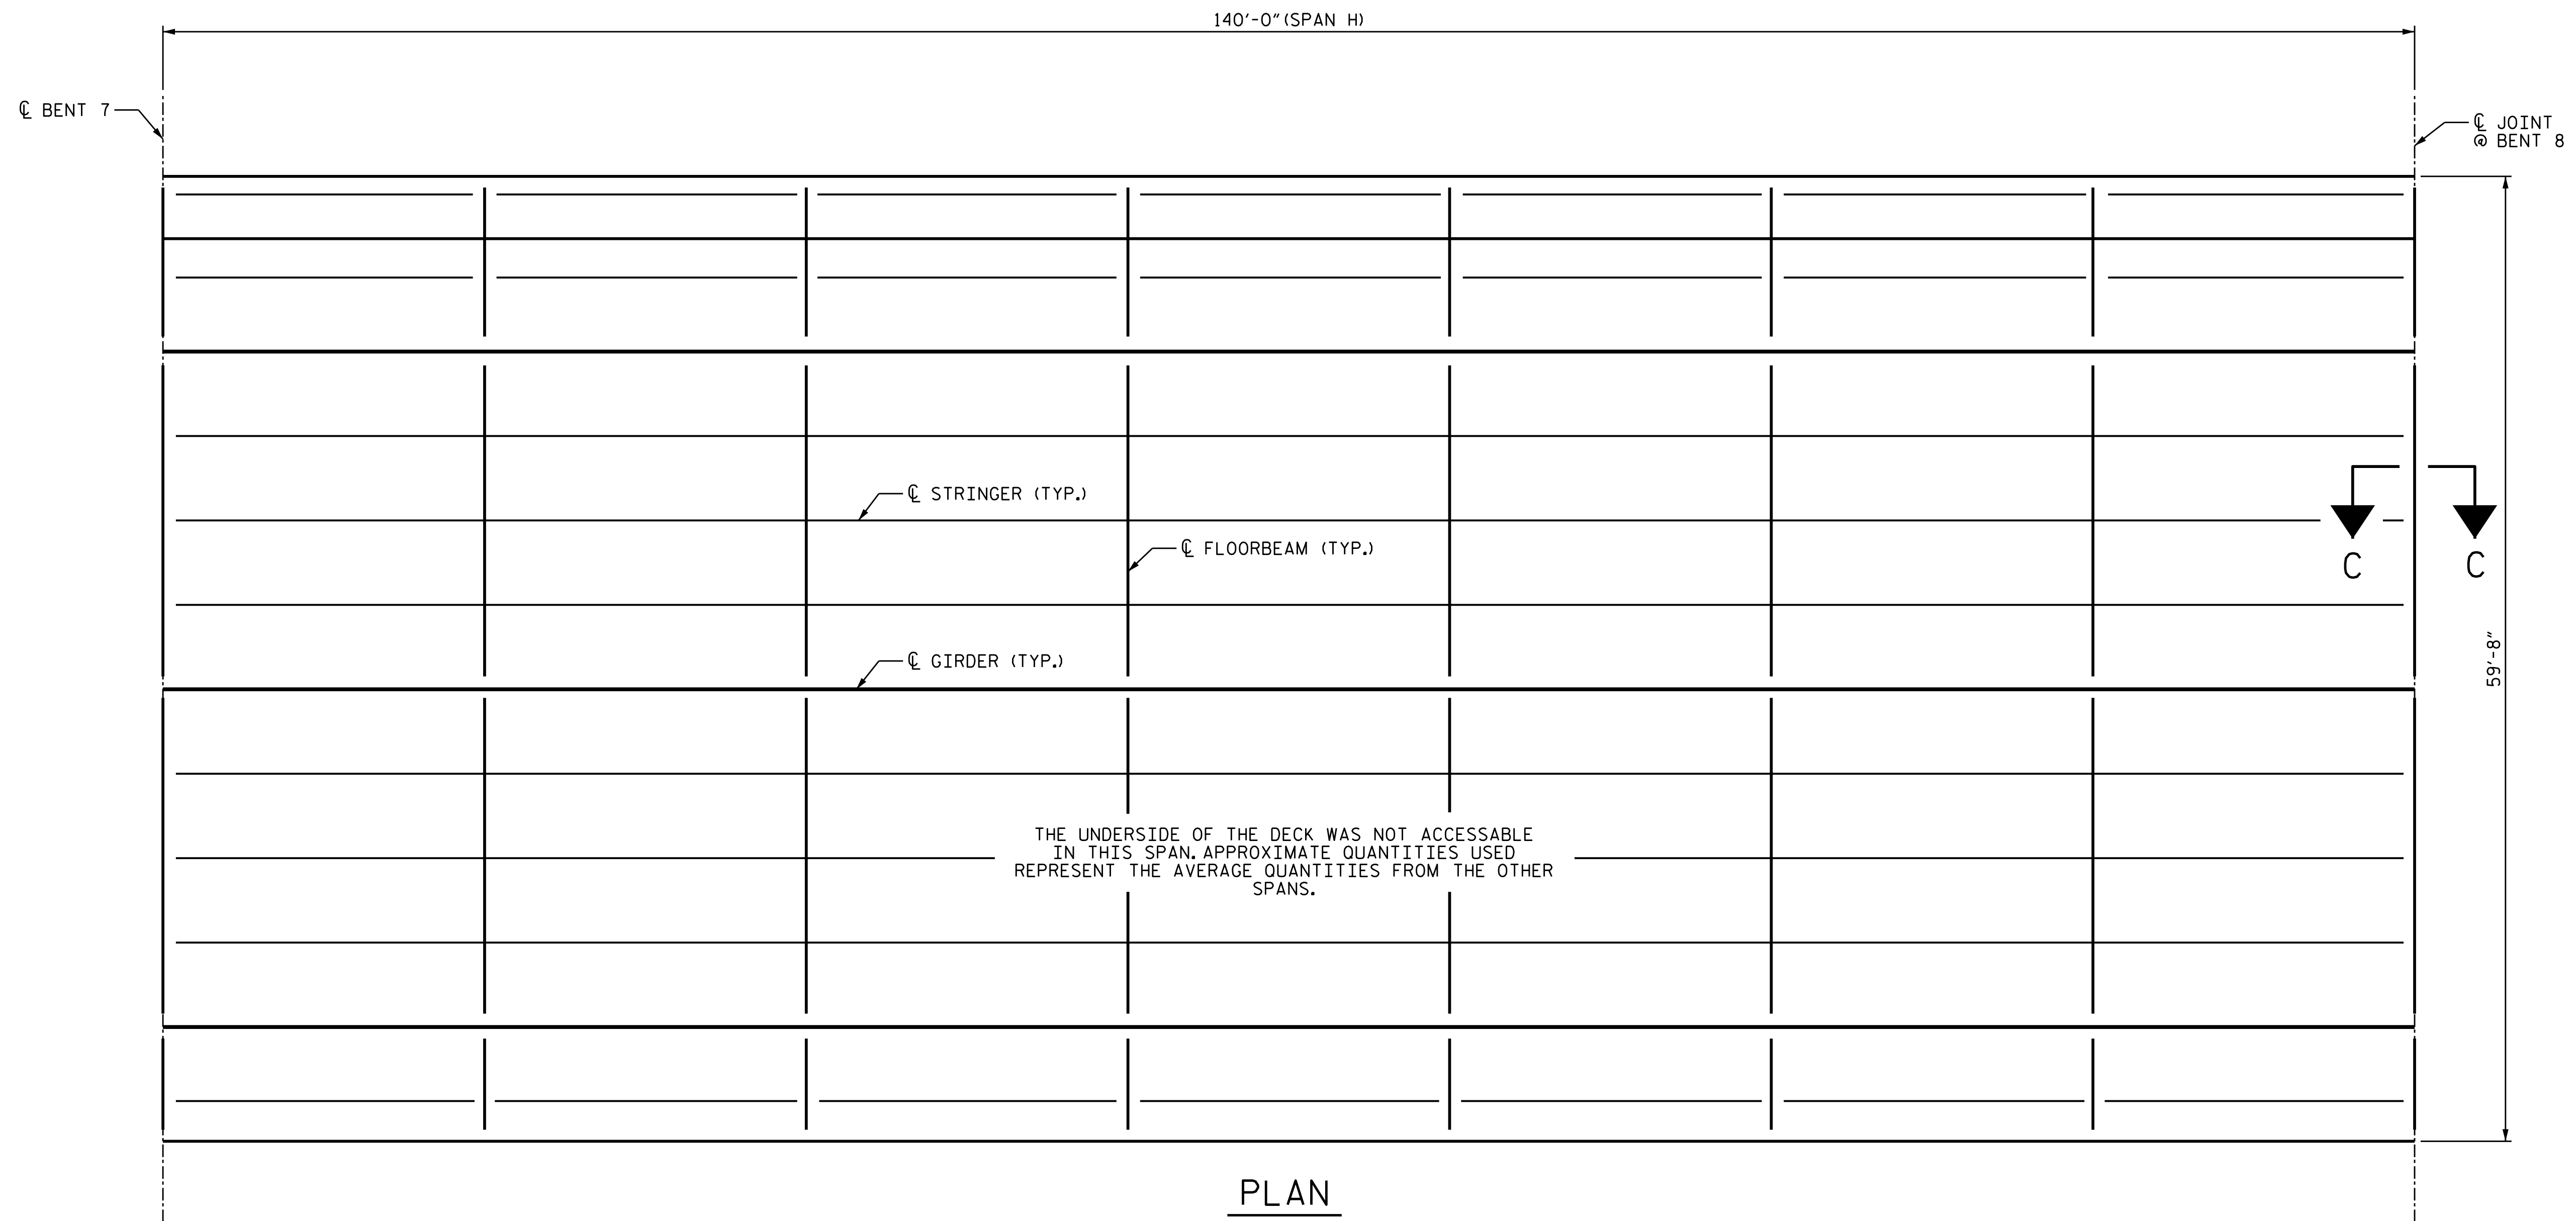 140'-0" (SPAN H)
℄ BENT 7
℄ JOINT
@ BENT 8
℄ STRINGER (TYP.)
℄ FLOORBEAM (TYP.)
C C
59'-8"
℄ GIRDER (TYP.)
THE UNDERSIDE OF THE DECK WAS NOT ACCESSABLE
IN THIS SPAN. APPROXIMATE QUANTITIES USED
REPRESENT THE AVERAGE QUANTITIES FROM THE OTHER
SPANS.
PLAN